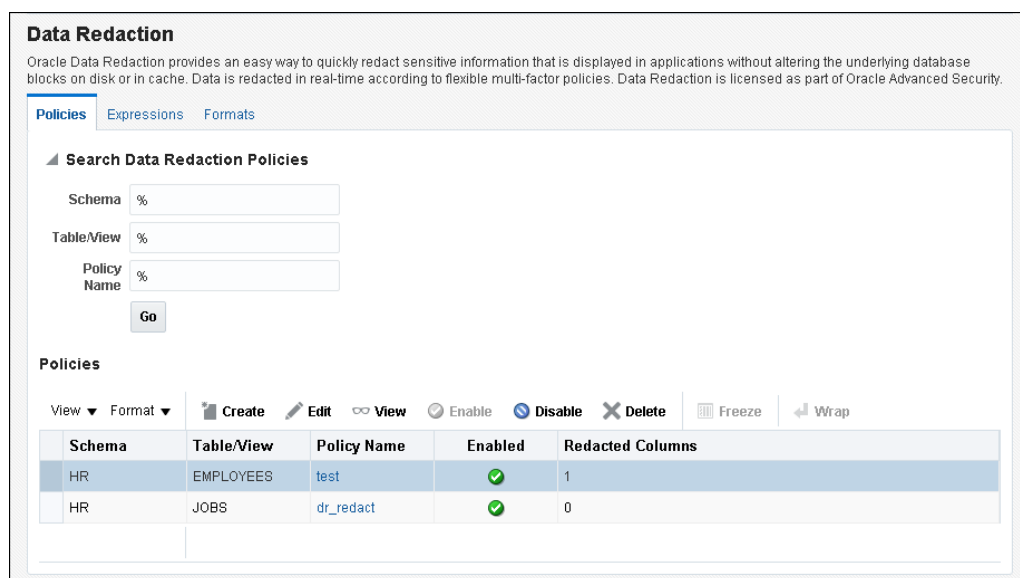 Data Redaction
Oracle Data Redaction provides an easy way to quickly redact sensitive information that is displayed in applications without altering the underlying database
blocks on disk or in cache. Data is redacted in real-time according to flexible multi-factor policies. Data Redaction is licensed as part of Oracle Advanced Security.
Policies Expressions Formats
Search Data Redaction Policies
Schema %
Table/View %
Policy
Name %
Go
Policies
View Format Create Edit View Enable Disable Delete Freeze Wrap
Schema Table/View Policy Name Enabled Redacted Columns
HR EMPLOYEES test 1
HR JOBS dr_redact 0